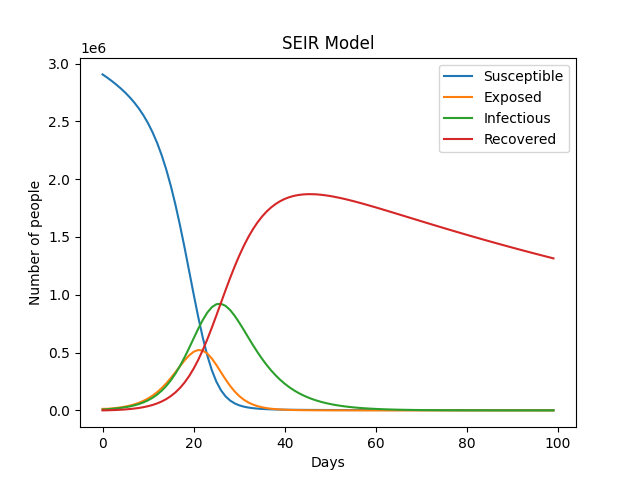 SEIR Model
1e6
3.0
2.5
2.0
1.5
1.0
0.5
0.0
Number of people
Susceptible
Exposed
Infectious
Recovered
0 20 40 60 80 100
Days